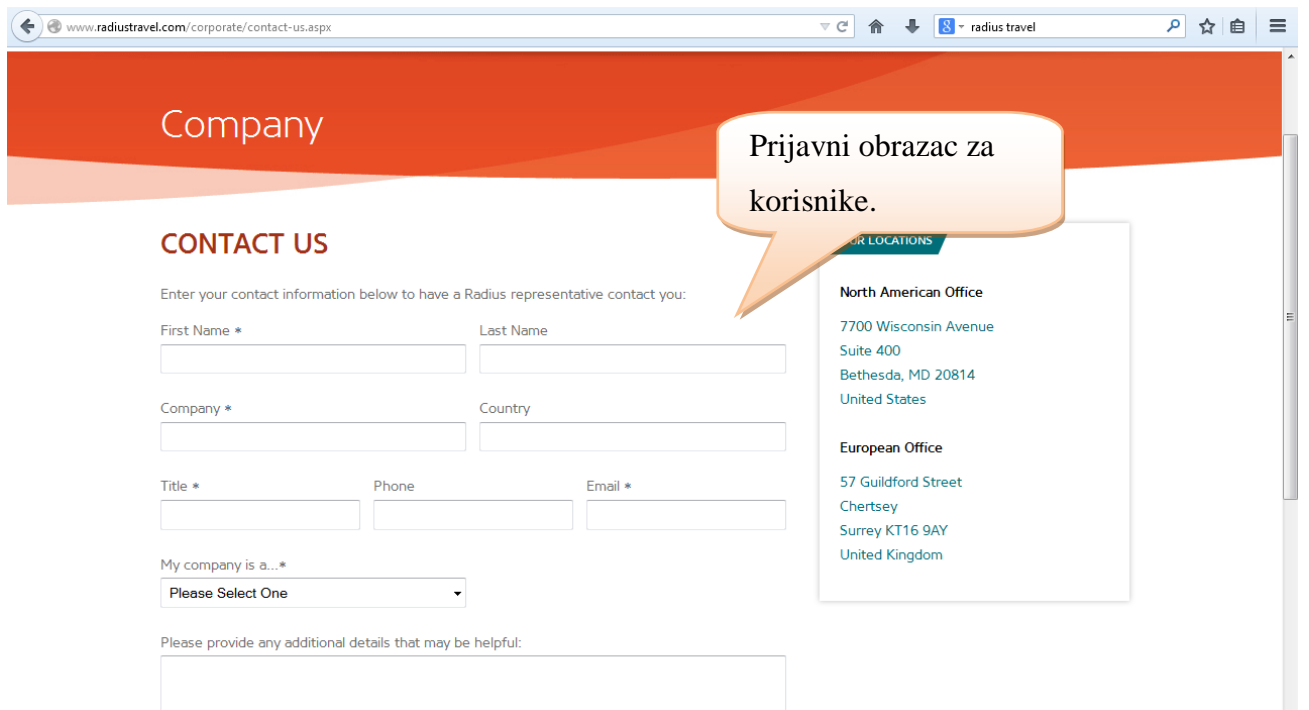 www.radiustravel.com/corporate/contact-us.aspx
radius travel
Company
Prijavni obrazac za
korisnike.
CONTACT US
Enter your contact information below to have a Radius representative contact you:
First Name *
Last Name
Company *
Country
Title *
Phone
Email *
My company is a...*
Please Select One
Please provide any additional details that may be helpful:
LOCATIONS
North American Office
7700 Wisconsin Avenue
Suite 400
Bethesda, MD 20814
United States
European Office
57 Guildford Street
Chertsey
Surrey KT16 9AY
United Kingdom